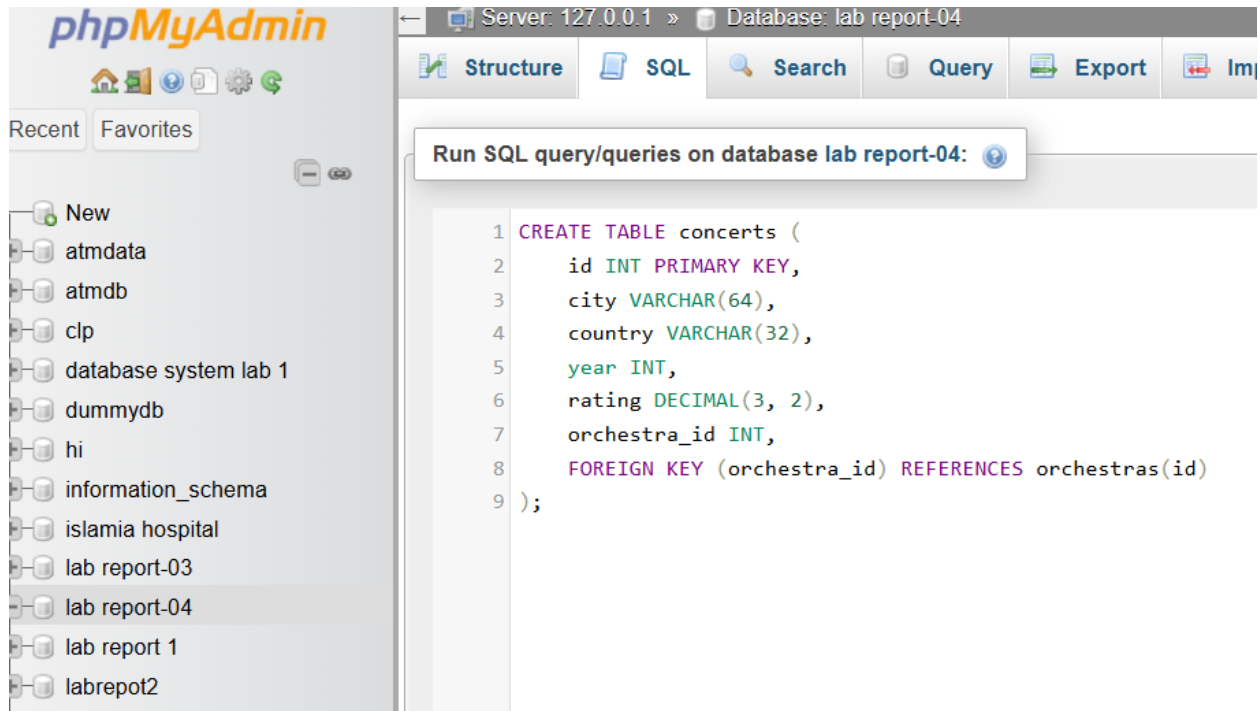 phpMyAdmin
Recent Favorites
New
atmdata
atmdb
clp
database system lab 1
dummydb
hi
information_schema
islamia hospital
lab report-03
lab report-04
lab report 1
labrepot2
Server: 127.0.0.1 » Database: lab report-04
Structure SQL Search Query Export Imp
Run SQL query/queries on database lab report-04:
1 CREATE TABLE concerts (
2 id INT PRIMARY KEY,
3 city VARCHAR(64),
4 country VARCHAR(32),
5 year INT,
6 rating DECIMAL(3, 2),
7 orchestra_id INT,
8 FOREIGN KEY (orchestra_id) REFERENCES orchestras(id)
9 );